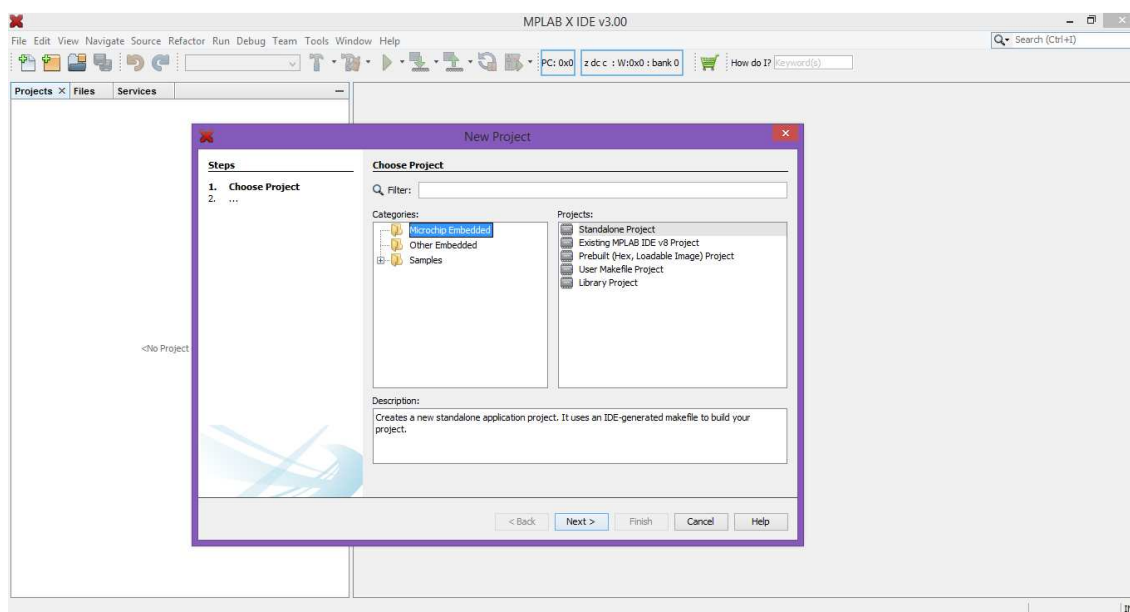 MPLAB X IDE v3.00
File Edit View Navigate Source Refactor Run Debug Team Tools Window Help
Search (Ctrl+I)
PC: 0x0 z dc c : W:0x0 : bank 0 How do I? Keyword(s)
Projects Files Services
New Project
Steps
1. Choose Project
2. ...
Choose Project
Filter:
Categories:
Microchip Embedded
Other Embedded
Samples
Projects:
Standalone Project
Existing MPLAB IDE v8 Project
Prebuilt (Hex, Loadable Image) Project
User Makefile Project
Library Project
<No Project
Description:
Creates a new standalone application project. It uses an IDE-generated makefile to build your
project.
< Back Next > Finish Cancel Help